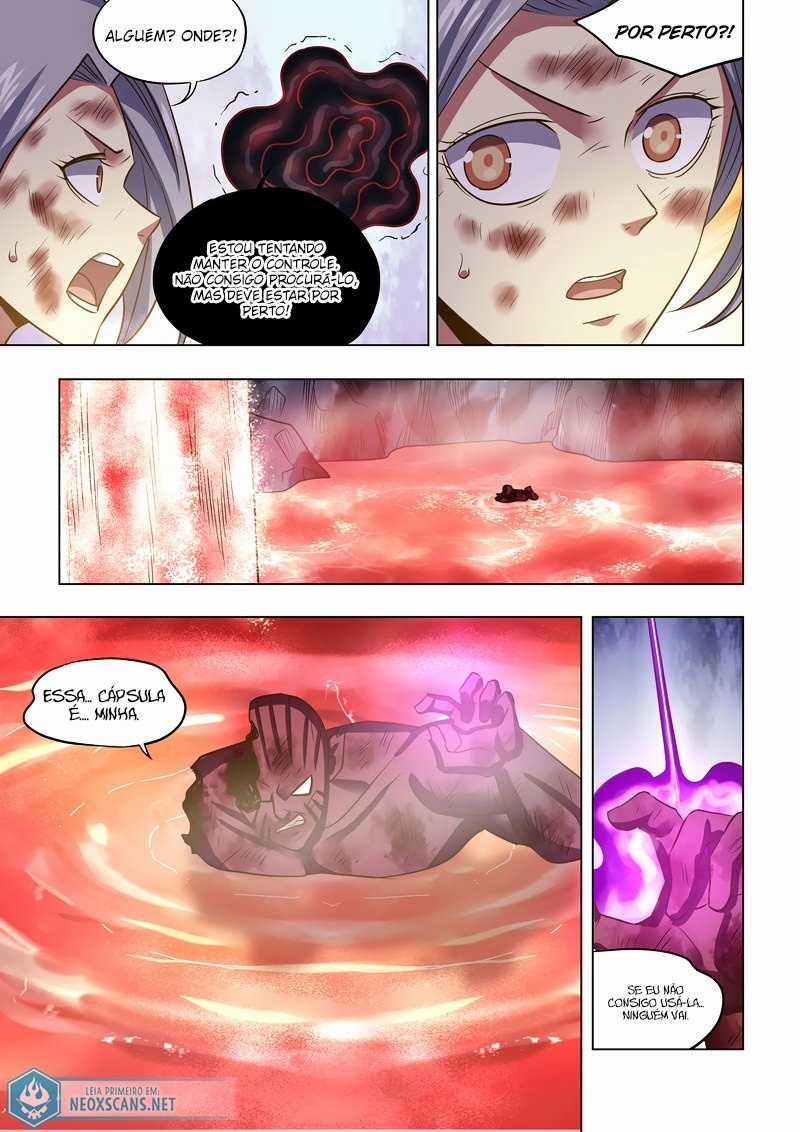 ALGUÉM? ONDE?!
ESTOU TENTANDO
MANTER O CONTROLE.
NÃO CONSIGO PROCURÁ-LO,
MAS DEVE ESTAR POR
PERTO!
POR PERTO?!
ESSA... CÁPSULA
É.... MINHA.
SE EU NÃO
CONSIGO USÁ-LA...
NINGUÉM VAI.
LEIA PRIMEIRO EM:
NEOXSCANS.NET